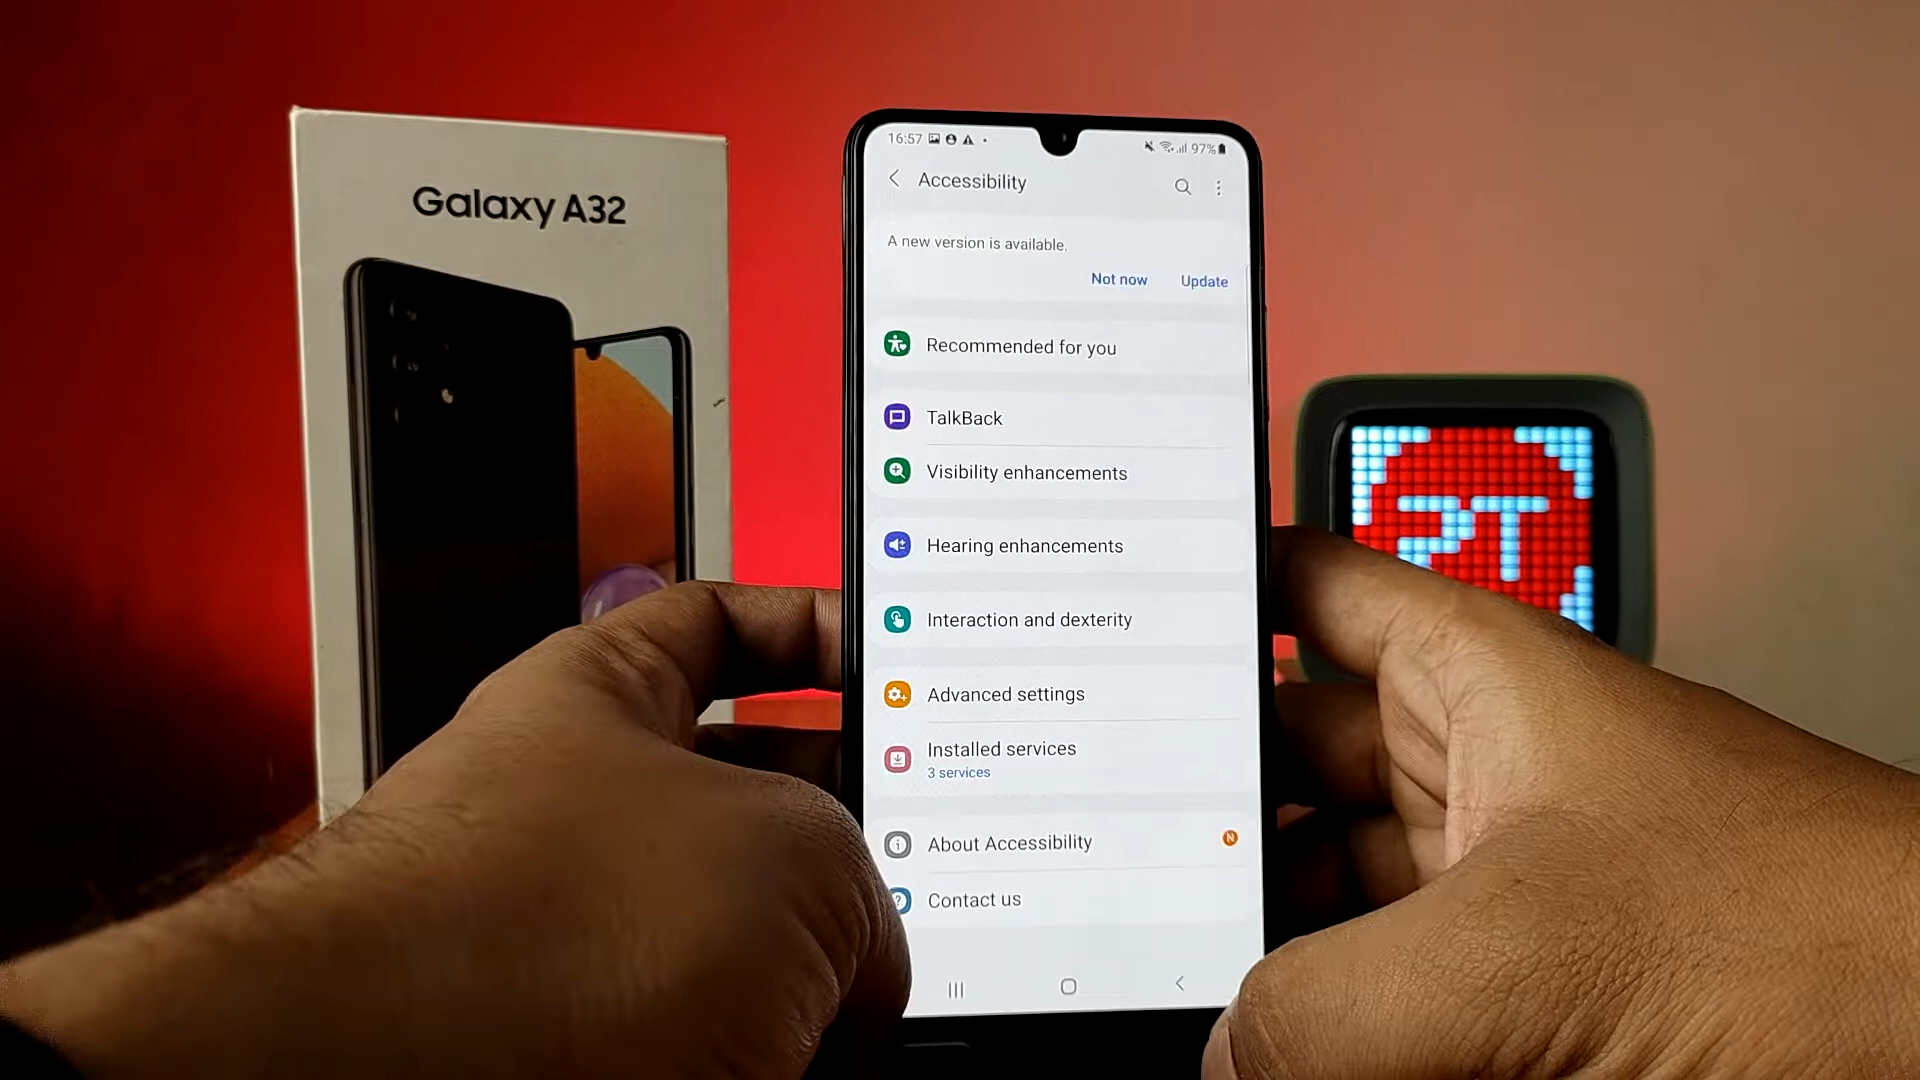 Galaxy A32
16:57
97%
Accessibility
A new version is available.
Not now
Update
Recommended for you
TalkBack
Visibility enhancements
Hearing enhancements
Interaction and dexterity
Advanced settings
Installed services
3 services
About Accessibility
N
Contact us